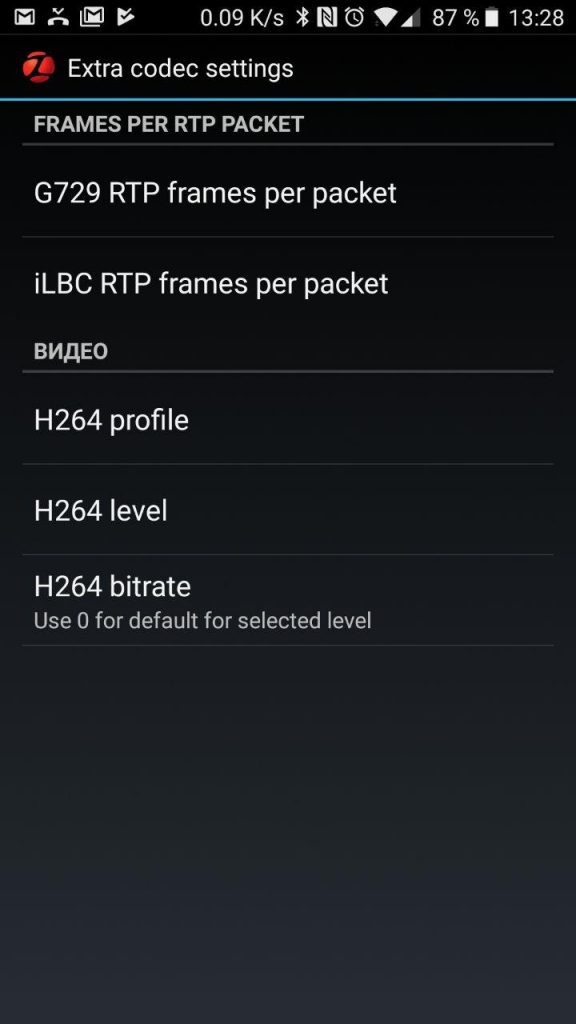 0.09 K/s 87 % 13:28
Extra codec settings
FRAMES PER RTP PACKET
G729 RTP frames per packet
iLBC RTP frames per packet
ВИДЕО
H264 profile
H264 level
H264 bitrate
Use 0 for default for selected level